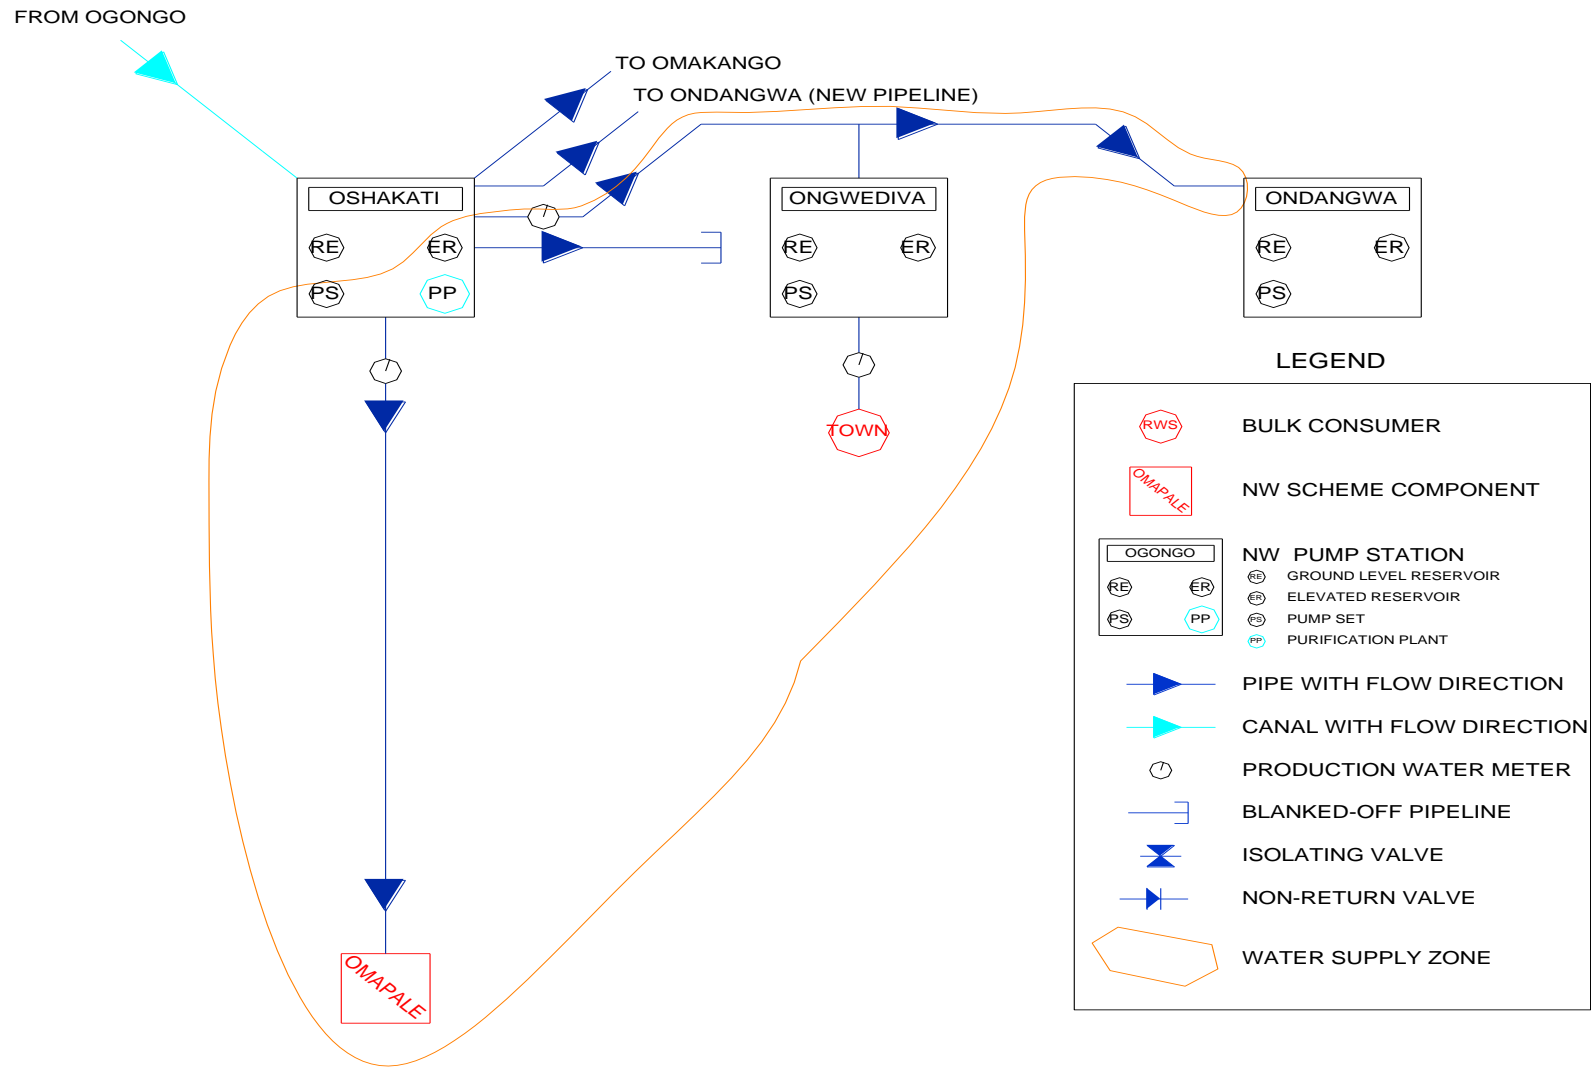 FROM OGONGO
TO OMAKANGO
TO ONDANGWA (NEW PIPELINE)
OSHAKATI
RE
ER
PS
PP
ONGWEDIVA
RE
ER
PS
TOWN
ONDANGWA
RE
ER
PS
OMAPALE
LEGEND
RWS
BULK CONSUMER
OMAPALE
NW SCHEME COMPONENT
OGONGO
RE
ER
PS
PP
NW PUMP STATION
RE GROUND LEVEL RESERVOIR
ER ELEVATED RESERVOIR
PS PUMP SET
PP PURIFICATION PLANT
PIPE WITH FLOW DIRECTION
CANAL WITH FLOW DIRECTION
PRODUCTION WATER METER
BLANKED-OFF PIPELINE
ISOLATING VALVE
NON-RETURN VALVE
WATER SUPPLY ZONE